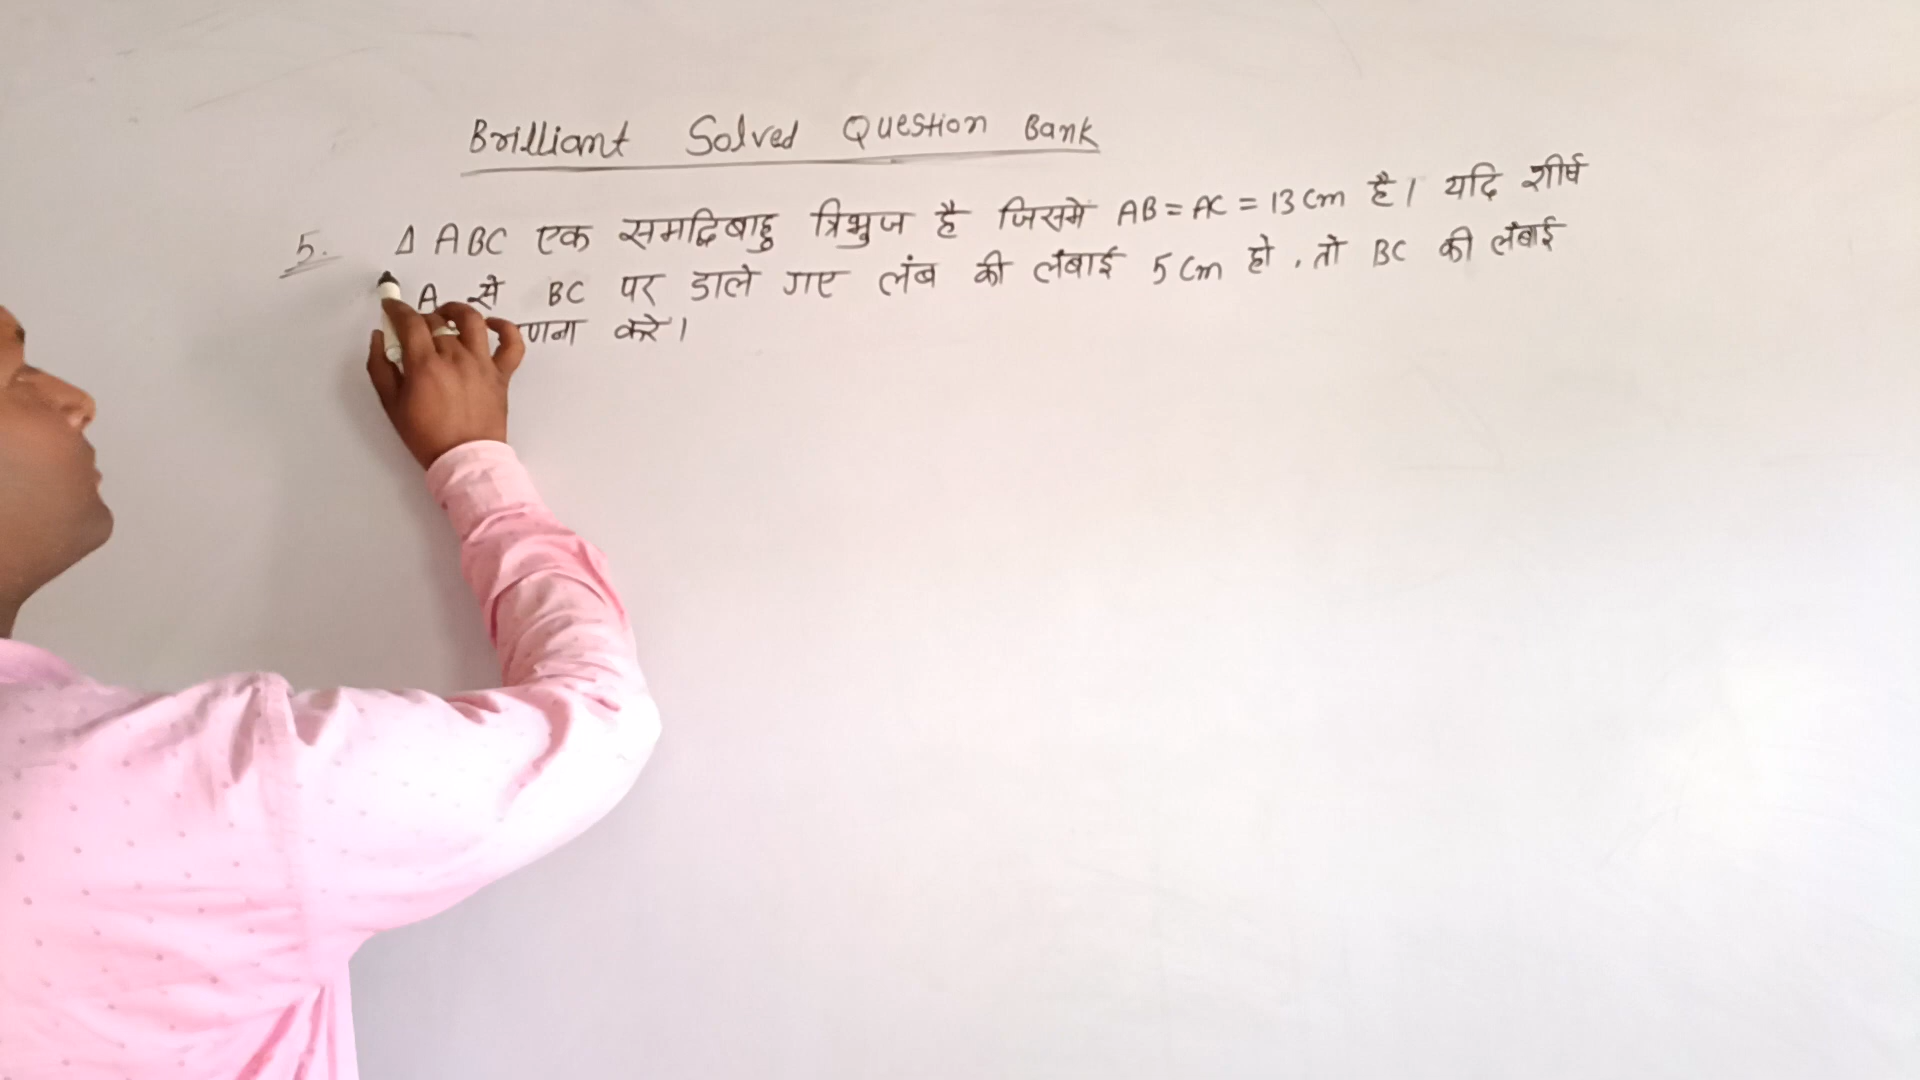 Brilliant Solved Question Bank
5. Δ ABC एक समद्विबाहु त्रिभुज है जिसमे AB = AC = 13 Cm है। यदि शीर्ष
A से BC पर डाले गए लंब की लंबाई 5 Cm हो, तो BC की लंबाई
करे।